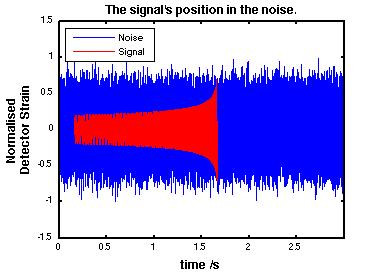 The signal's position in the noise.
1.5
Noise
Signal
1
0.5
0
-0.5
-1
-1.5
Normalised
Detector Strain
0 0.5 1 1.5 2 2.5
time /s